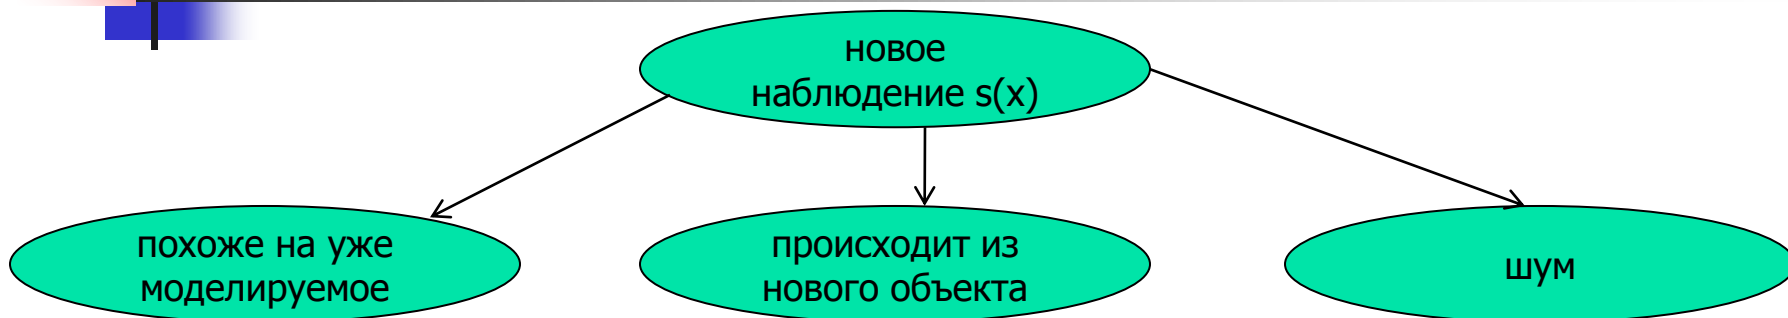 новое
наблюдение s(x)
похоже на уже
моделируемое
происходит из
нового объекта
шум